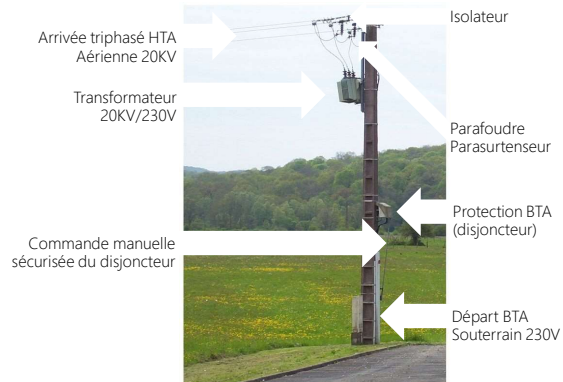 Isolateur
Arrivée triphasé HTA
Aérienne 20KV
Transformateur
20KV/230V
Parafoudre
Parasurtenseur
Protection BTA
(disjoncteur)
Commande manuelle
sécurisée du disjoncteur
Départ BTA
Souterrain 230V